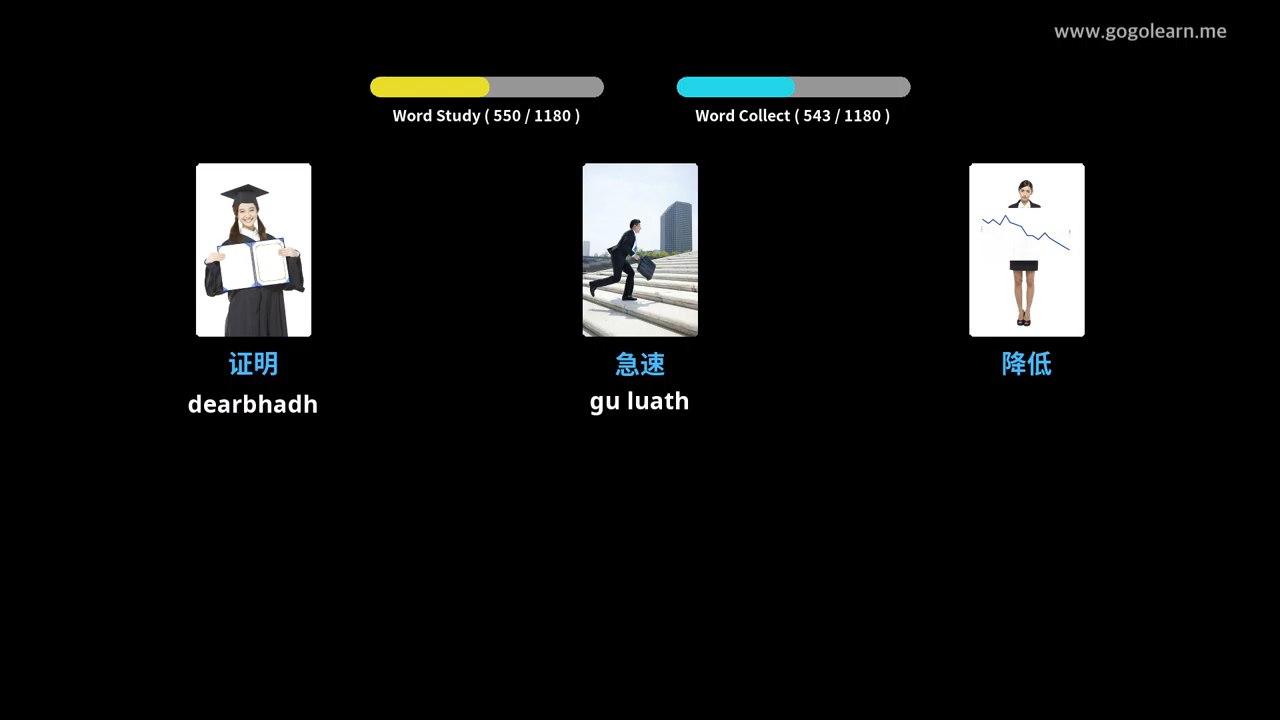 www.gogolearn.me
Word Study ( 550 / 1180 )
Word Collect ( 543 / 1180 )
证明
急速
降低
dearbhadh
gu luath